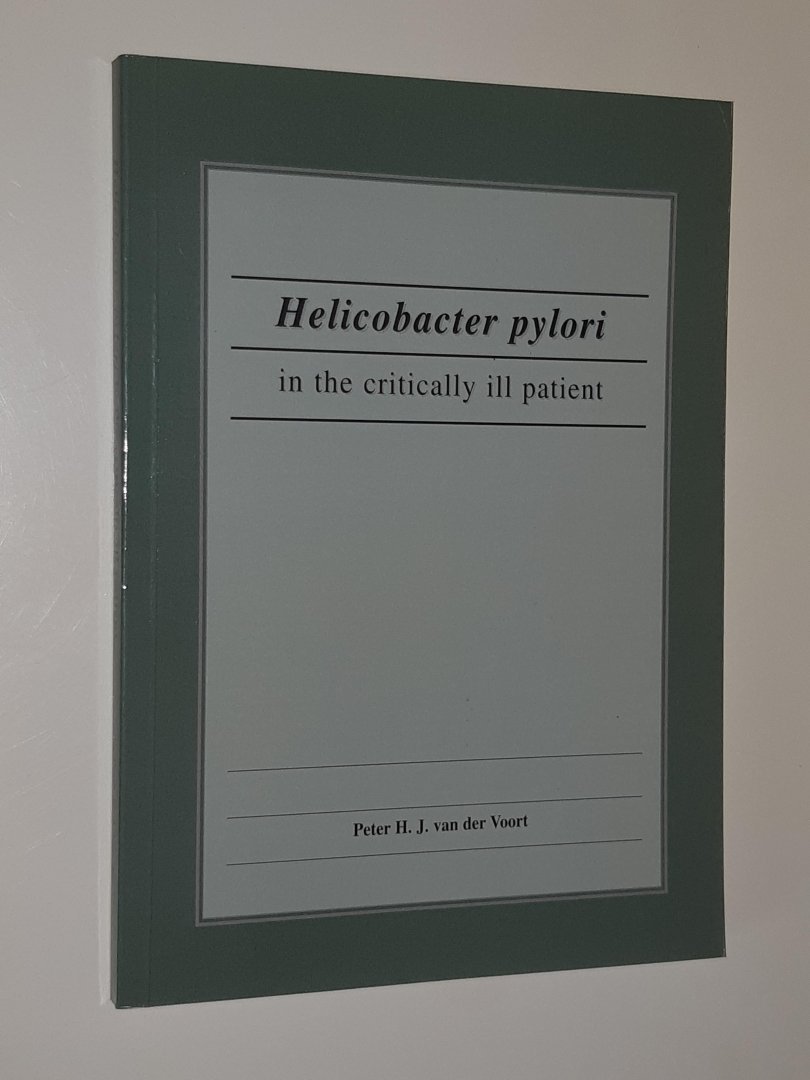 Helicobacter pylori
in the critically ill patient
Peter H. J. van der Voort